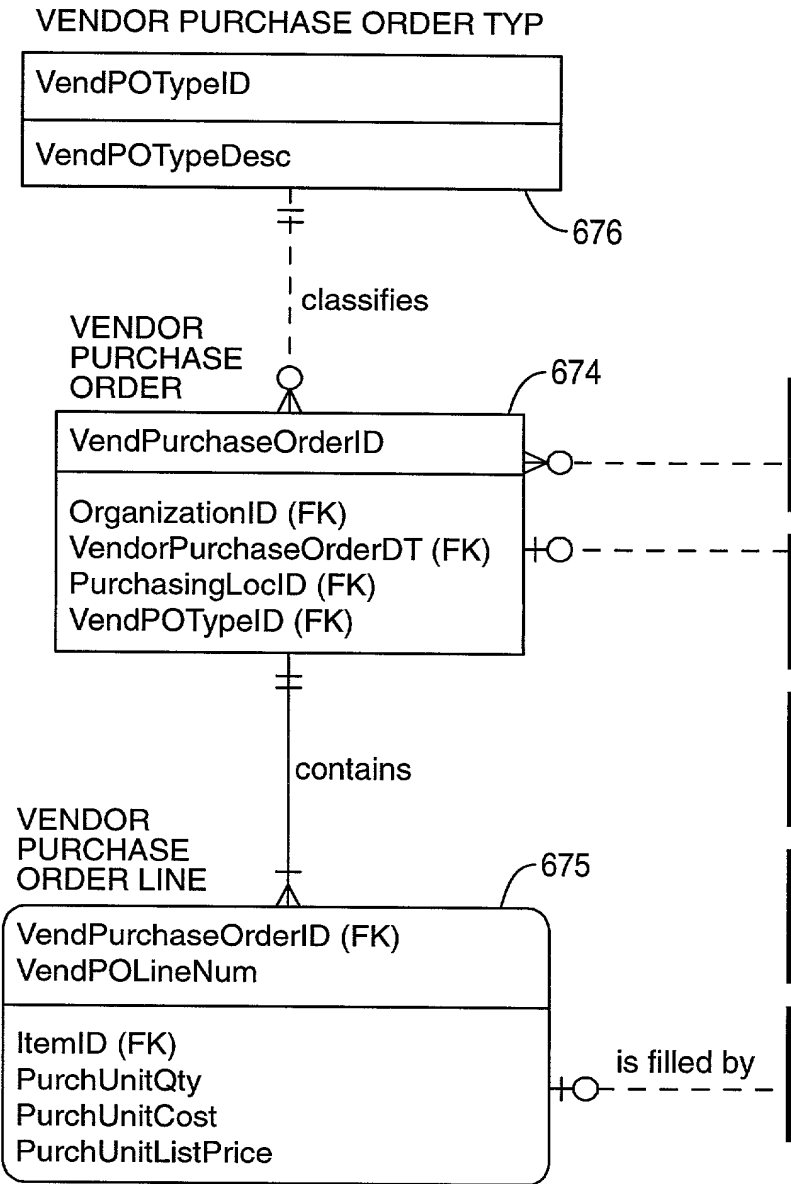 VENDOR PURCHASE ORDER TYP
VendPOTypeID
VendPOTypeDesc
676
classifies
VENDOR
PURCHASE
ORDER
674
VendPurchaseOrderID
OrganizationID (FK)
VendorPurchaseOrderDT (FK)
PurchasingLocID (FK)
VendPOTypeID (FK)
contains
VENDOR
PURCHASE
ORDER LINE
675
VendPurchaseOrderID (FK)
VendPOLineNum
ItemID (FK)
PurchUnitQty
PurchUnitCost
PurchUnitListPrice
is filled by